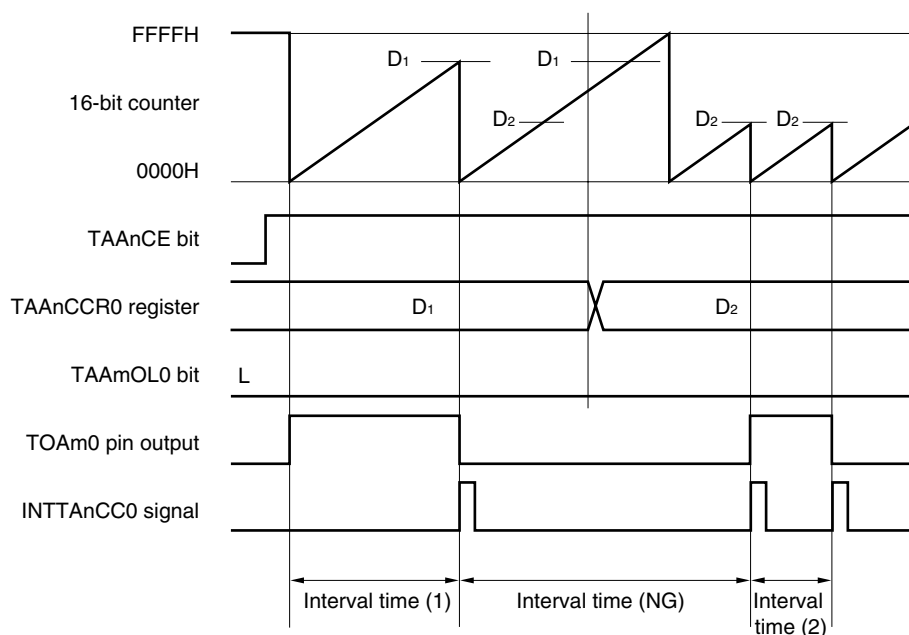 FFFFH
D1
D1
16-bit counter
D2
D2
D2
0000H
TAAnCE bit
TAAnCCR0 register
D1
D2
TAAmOL0 bit
L
TOAm0 pin output
INTTAnCC0 signal
Interval time (1)
Interval time (NG)
Interval
time (2)